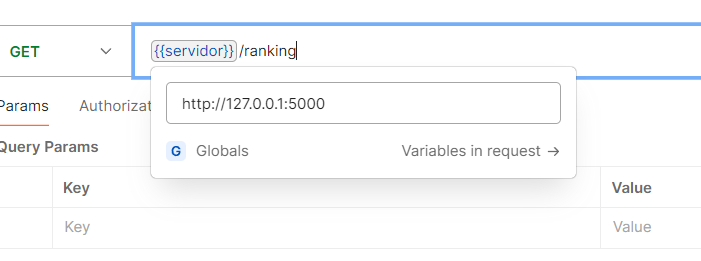 GET
{{servidor}}/ranking
http://127.0.0.1:5000
G Globals Variables in request →
Params Authorizat
Query Params
Key Value
Key Value